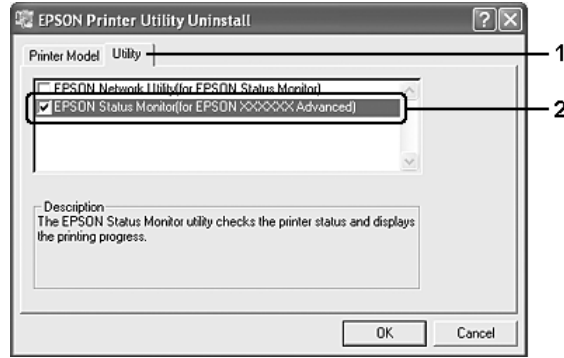 EPSON Printer Utility Uninstall
Printer Model Utility 1
EPSON Network Utility(for EPSON Status Monitor)
EPSON Status Monitor(for EPSON XXXXXX Advanced) 2
Description
The EPSON Status Monitor utility checks the printer status and displays
the printing progress.
OK Cancel